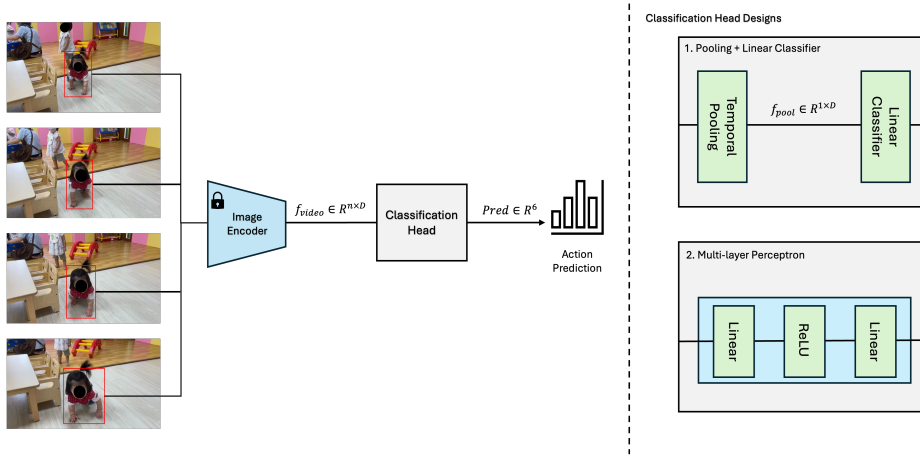 Classification Head Designs
1. Pooling + Linear Classifier
Temporal
Pooling
f_pool ∈ R^{1×D}
Linear
Classifier
Image
Encoder
f_video ∈ R^{n×D}
Classification
Head
Pred ∈ R^6
Action
Prediction
2. Multi-layer Perceptron
Linear
ReLU
Linear